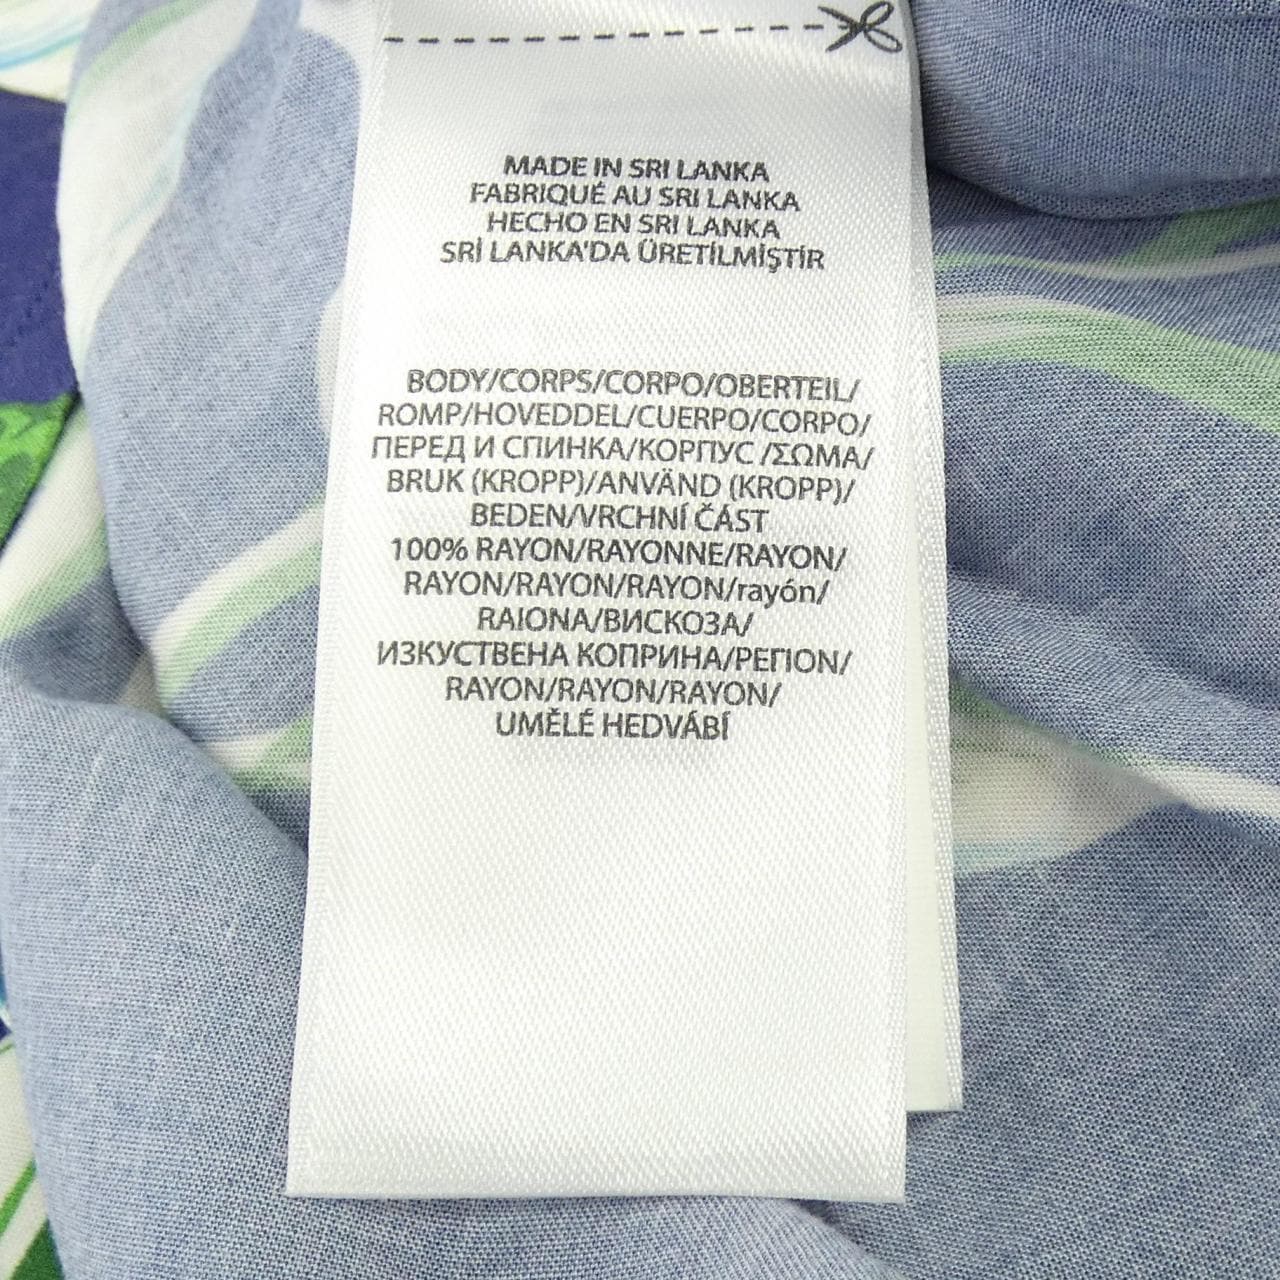 MADE IN SRI LANKA
FABRIQUÉ AU SRI LANKA
HECHO EN SRI LANKA
SRİ LANKA'DA ÜRETİLMİŞTİR
BODY/CORPS/CORPO/OBERTEIL/
ROMP/HOVEDDEL/CUERPO/CORPO/
ПЕРЕД И СПИНКА/КОРПУС /ΣΩΜΑ/
BRUK (KROPP)/ANVÄND (KROPP)/
BEDEN/VRCHNÍ ČÁST
100% RAYON/RAYONNE/RAYON/
RAYON/RAYON/RAYON/rayón/
RAIONA/ВИСКОЗА/
ИЗКУСТВЕНА КОПРИНА/ΡΕΓΙΟΝ/
RAYON/RAYON/RAYON/
UMĚLÉ HEDVÁBÍ